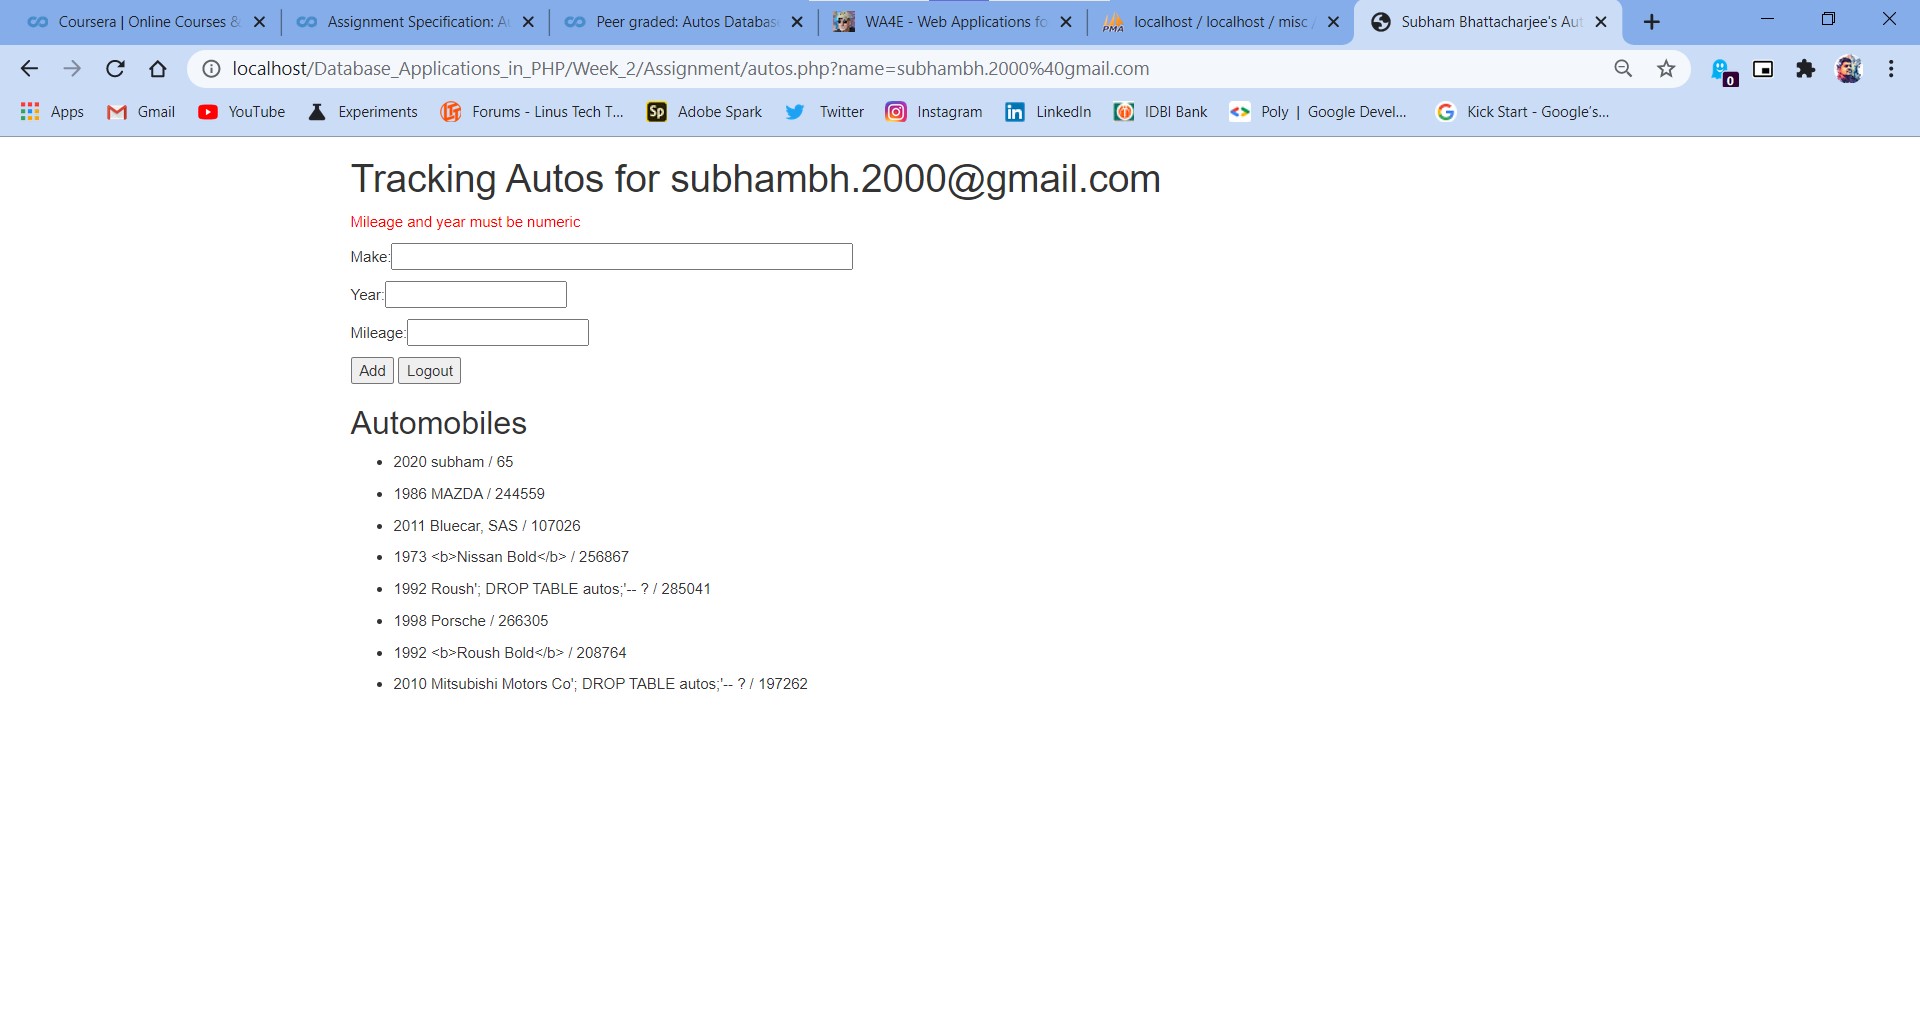 Coursera | Online Courses & Assignment Specification: Au Peer graded: Autos Databas WA4E - Web Applications fo localhost / localhost / misc / Subham Bhattacharjee's Aut
localhost/Database_Applications_in_PHP/Week_2/Assignment/autos.php?name=subhambh.2000%40gmail.com 0
Apps Gmail YouTube Experiments Forums - Linus Tech T... Sp Adobe Spark Twitter Instagram in LinkedIn IDBI Bank Poly | Google Devel... Kick Start - Google's...
Tracking Autos for subhambh.2000@gmail.com
Mileage and year must be numeric
Make:
Year:
Mileage:
Add Logout
Automobiles
2020 subham / 65
1986 MAZDA / 244559
2011 Bluecar, SAS / 107026
1973 <b>Nissan Bold</b> / 256867
1992 Roush'; DROP TABLE autos;'-- ? / 285041
1998 Porsche / 266305
1992 <b>Roush Bold</b> / 208764
2010 Mitsubishi Motors Co'; DROP TABLE autos;'-- ? / 197262